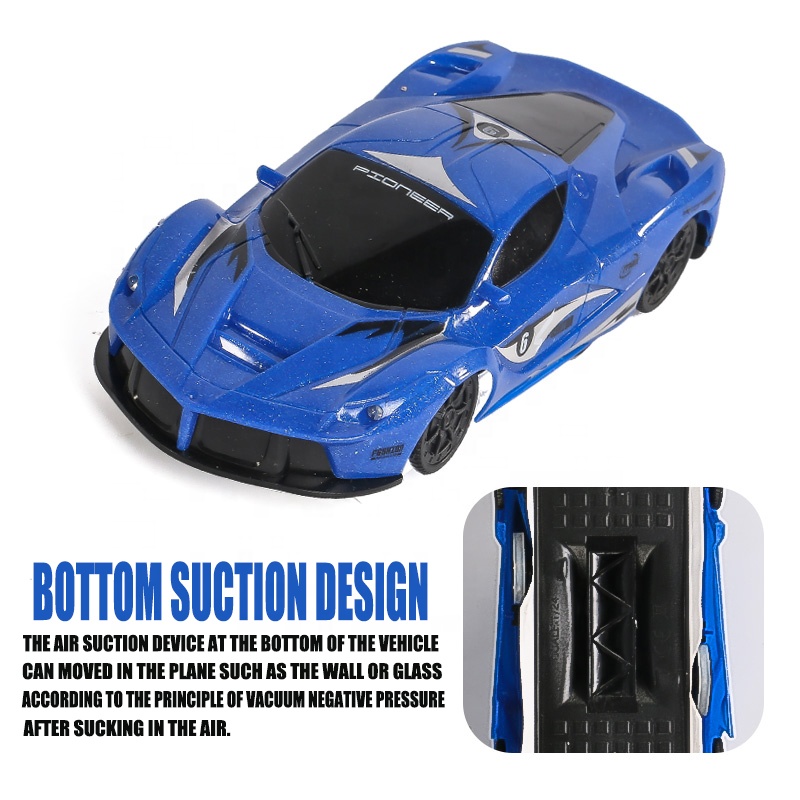 6
PIONEER
6
BOTTOM SUCTION DESIGN
THE AIR SUCTION DEVICE AT THE BOTTOM OF THE VEHICLE
CAN MOVED IN THE PLANE SUCH AS THE WALL OR GLASS
ACCORDING TO THE PRINCIPLE OF VACUUM NEGATIVE PRESSURE
AFTER SUCKING IN THE AIR.